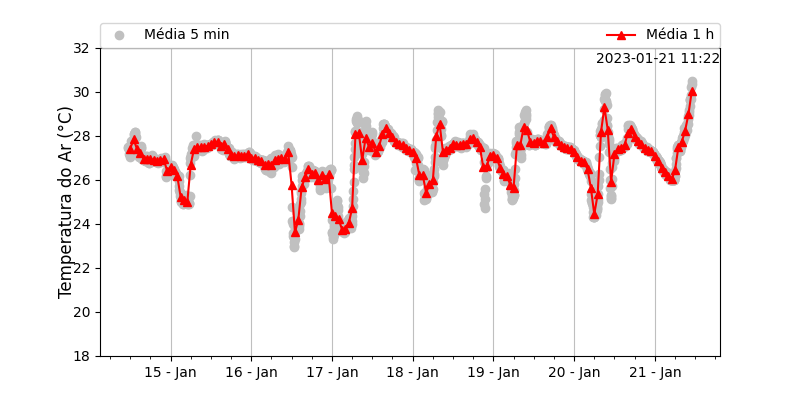 Média 5 min
Média 1 h
2023-01-21 11:22
Temperatura do Ar (°C)
32
30
28
26
24
22
20
18
15 - Jan
16 - Jan
17 - Jan
18 - Jan
19 - Jan
20 - Jan
21 - Jan